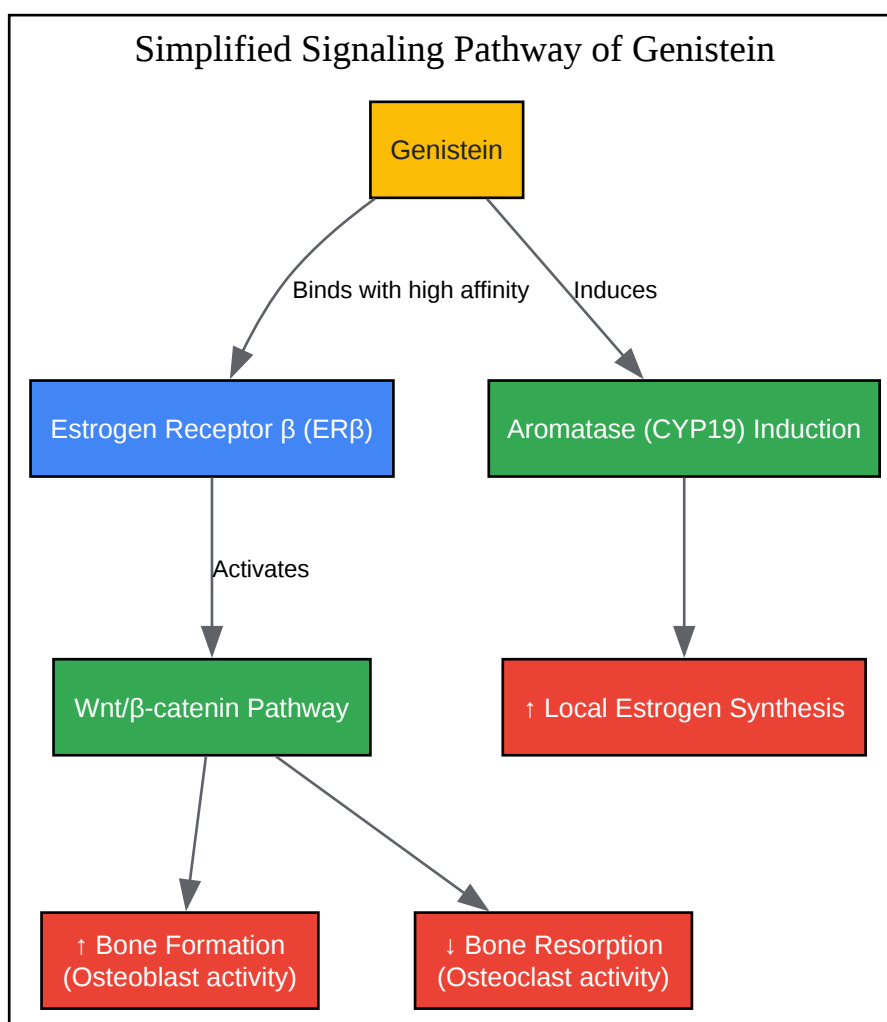 Simplified Signaling Pathway of Genistein
Genistein
Binds with high affinity
Induces
Estrogen Receptor β (ERβ)
Aromatase (CYP19) Induction
Activates
Wnt/β-catenin Pathway
↑ Local Estrogen Synthesis
↑ Bone Formation
(Osteoblast activity)
↓ Bone Resorption
(Osteoclast activity)